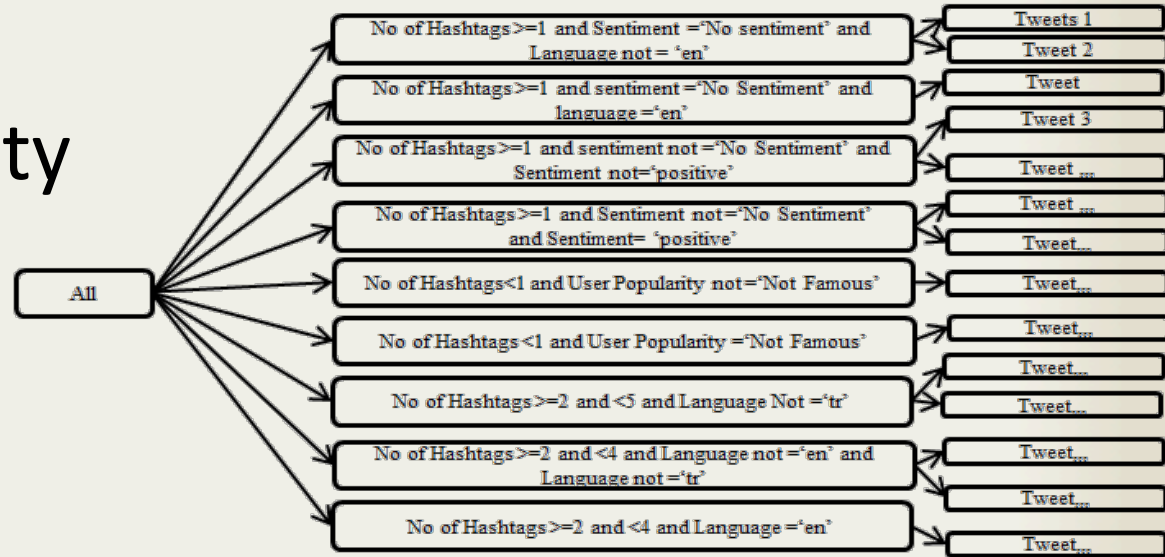 ty
All
No of Hashtags>=1 and Sentiment =‘No sentiment’ and
Language not = ‘en’
No of Hashtags>=1 and sentiment =‘No Sentiment’ and
language =‘en’
No of Hashtags>=1 and sentiment not =‘No Sentiment’ and
Sentiment not=‘positive’
No of Hashtags>=1 and Sentiment not=‘No Sentiment’
and Sentiment= ‘positive’
No of Hashtags<1 and User Popularity not=‘Not Famous’
No of Hashtags<1 and User Popularity =‘Not Famous’
No of Hashtags>=2 and <5 and Language Not =‘tr’
No of Hashtags>=2 and <4 and Language not =‘en’ and
Language not =‘tr’
No of Hashtags>=2 and <4 and Language =‘en’
Tweets 1
Tweet 2
Tweet
Tweet 3
Tweet ,,,,
Tweet ,,,,
Tweet...
Tweet,,,,
Tweet,,,,
Tweet,,,,
Tweet...
Tweet,,,,
Tweet,,,,
Tweet,,,,